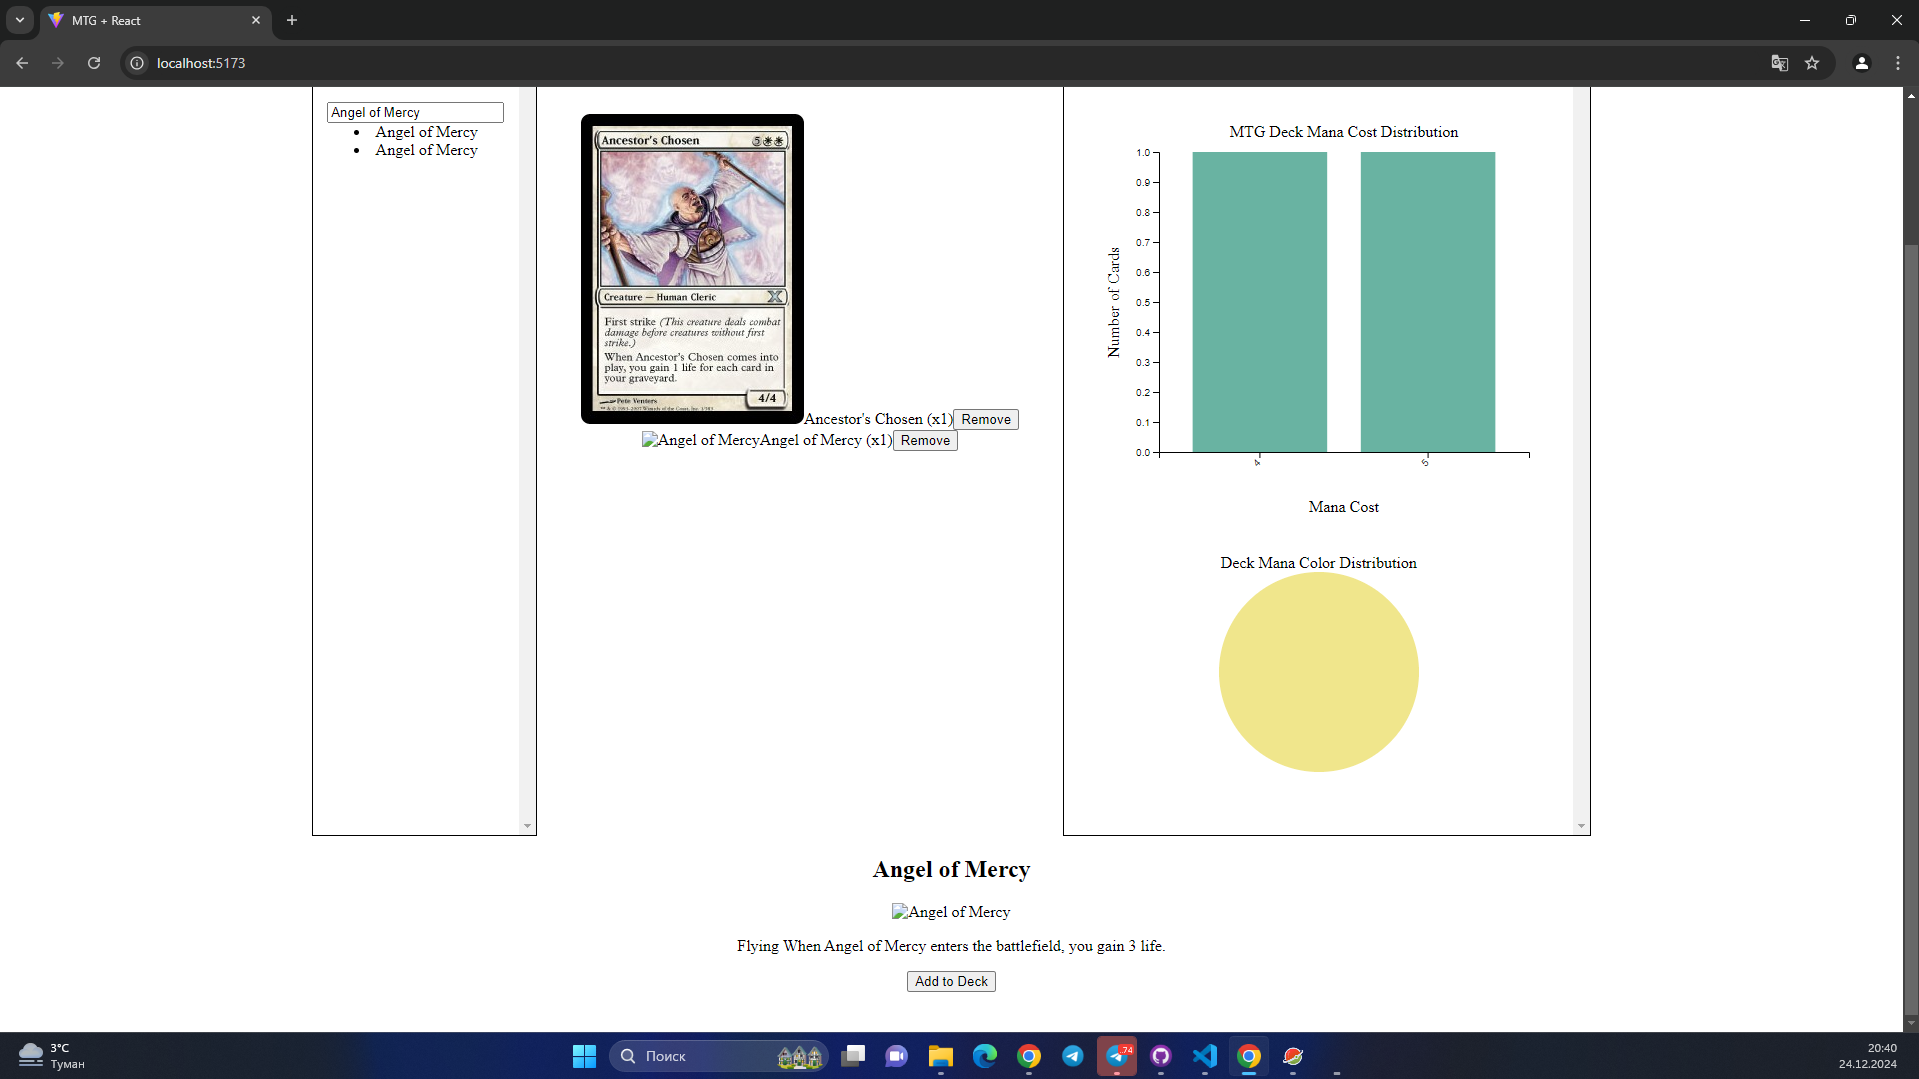 MTG + React
localhost:5173
Angel of Mercy
Angel of Mercy
Angel of Mercy
Ancestor's Chosen
5
Creature — Human Cleric
First strike (This creature deals combat
damage before creatures without first
strike.)
When Ancestor's Chosen comes into
play, you gain 1 life for each card in
your graveyard.
4/4
Pete Venters
Ancestor's Chosen (x1)
Remove
Angel of Mercy
Angel of Mercy (x1)
Remove
MTG Deck Mana Cost Distribution
1.0
0.9
0.8
0.7
0.6
0.5
0.4
0.3
0.2
0.1
0.0
Number of Cards
4
5
Mana Cost
Deck Mana Color Distribution
Angel of Mercy
Angel of Mercy
Flying When Angel of Mercy enters the battlefield, you gain 3 life.
Add to Deck
3°C
Туман
Поиск
74
20:40
24.12.2024